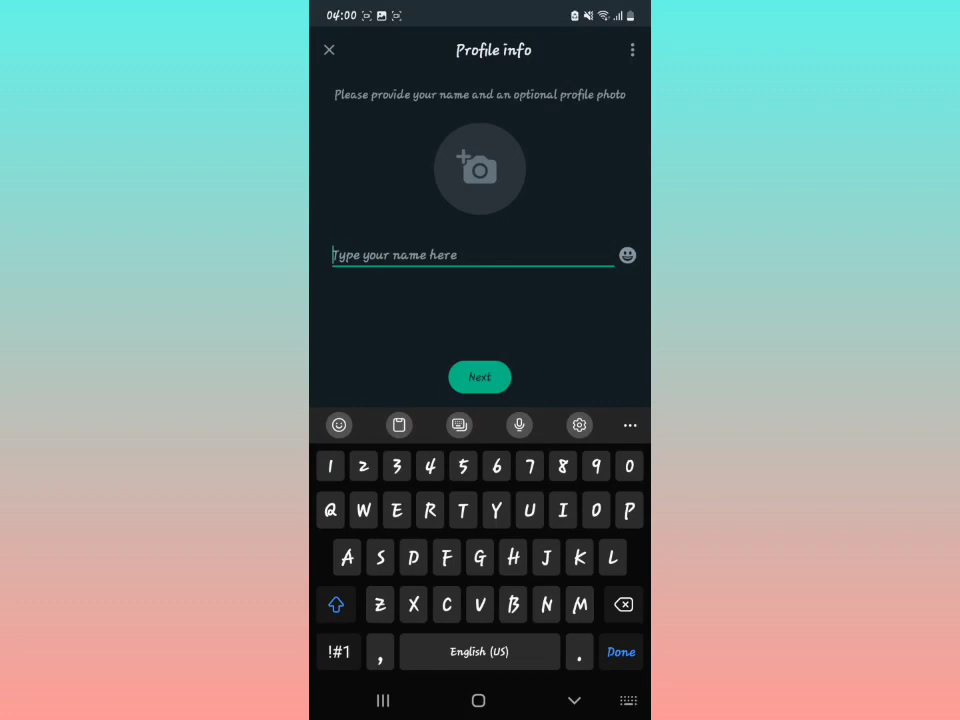 04:00
Profile info
Please provide your name and an optional profile photo
Type your name here
Next
1 2 3 4 5 6 7 8 9 0
Q W E R T Y U I O P
A S D F G H J K L
Z X C V B N M
!#1 , English (US) . Done